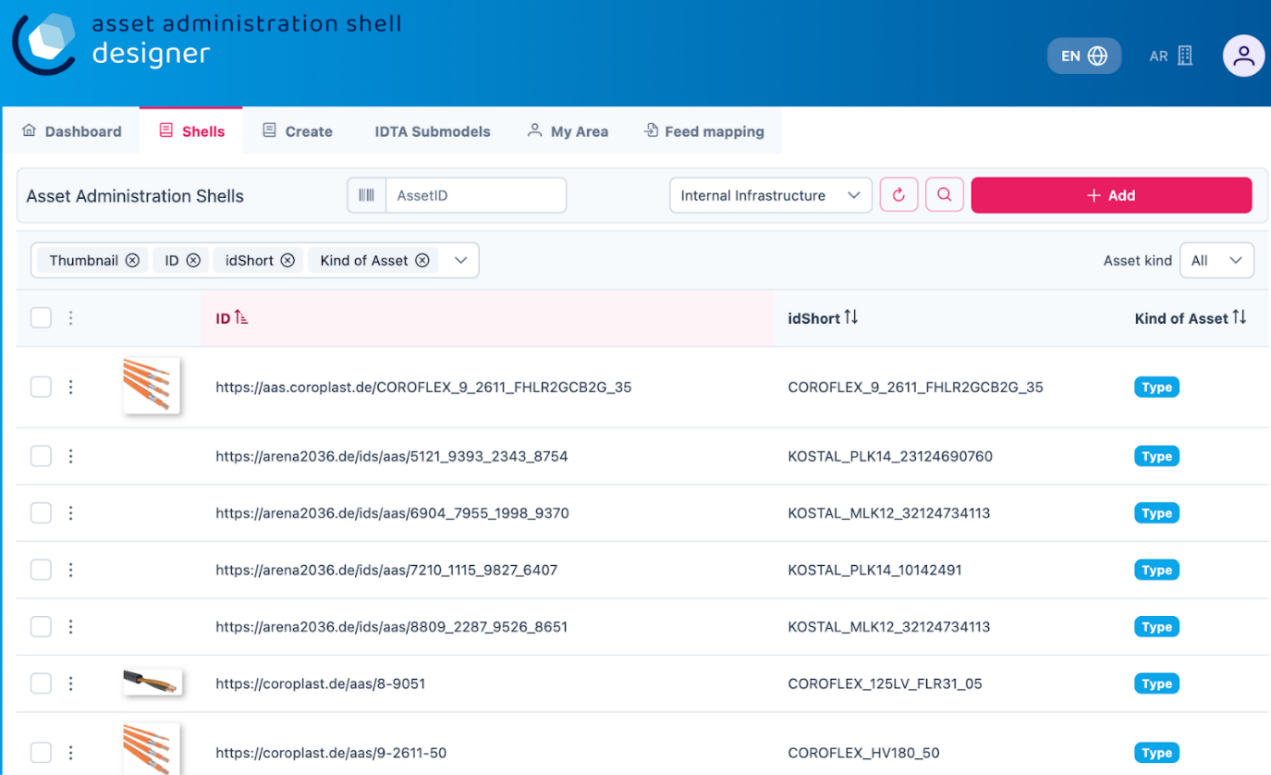 asset administration shell
designer
EN AR
Dashboard Shells Create IDTA Submodels My Area Feed mapping
Asset Administration Shells AssetID Internal Infrastructure + Add
Thumbnail ID idShort Kind of Asset Asset kind All
ID idShort Kind of Asset
https://aas.coroplast.de/COROFLEX_9_2611_FHLR2GCB2G_35 COROFLEX_9_2611_FHLR2GCB2G_35 Type
https://arena2036.de/ids/aas/5121_9393_2343_8754 KOSTAL_PLK14_23124690760 Type
https://arena2036.de/ids/aas/6904_7955_1998_9370 KOSTAL_MLK12_32124734113 Type
https://arena2036.de/ids/aas/7210_1115_9827_6407 KOSTAL_PLK14_10142491 Type
https://arena2036.de/ids/aas/8809_2287_9526_8651 KOSTAL_MLK12_32124734113 Type
https://coroplast.de/aas/8-9051 COROFLEX_125LV_FLR31_05 Type
https://coroplast.de/aas/9-2611-50 COROFLEX_HV180_50 Type